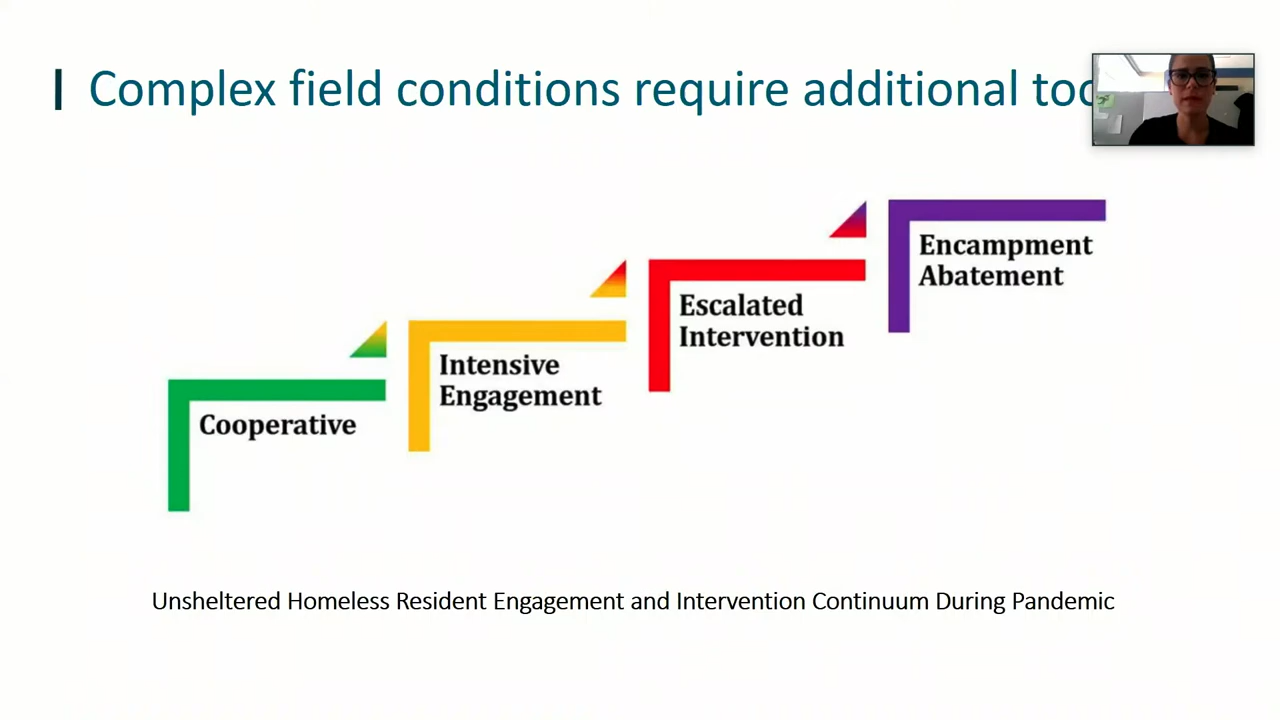 Complex field conditions require additional
Cooperative
Intensive
Engagement
Escalated
Intervention
Encampment
Abatement
Unsheltered Homeless Resident Engagement and Intervention Continuum During Pandemic